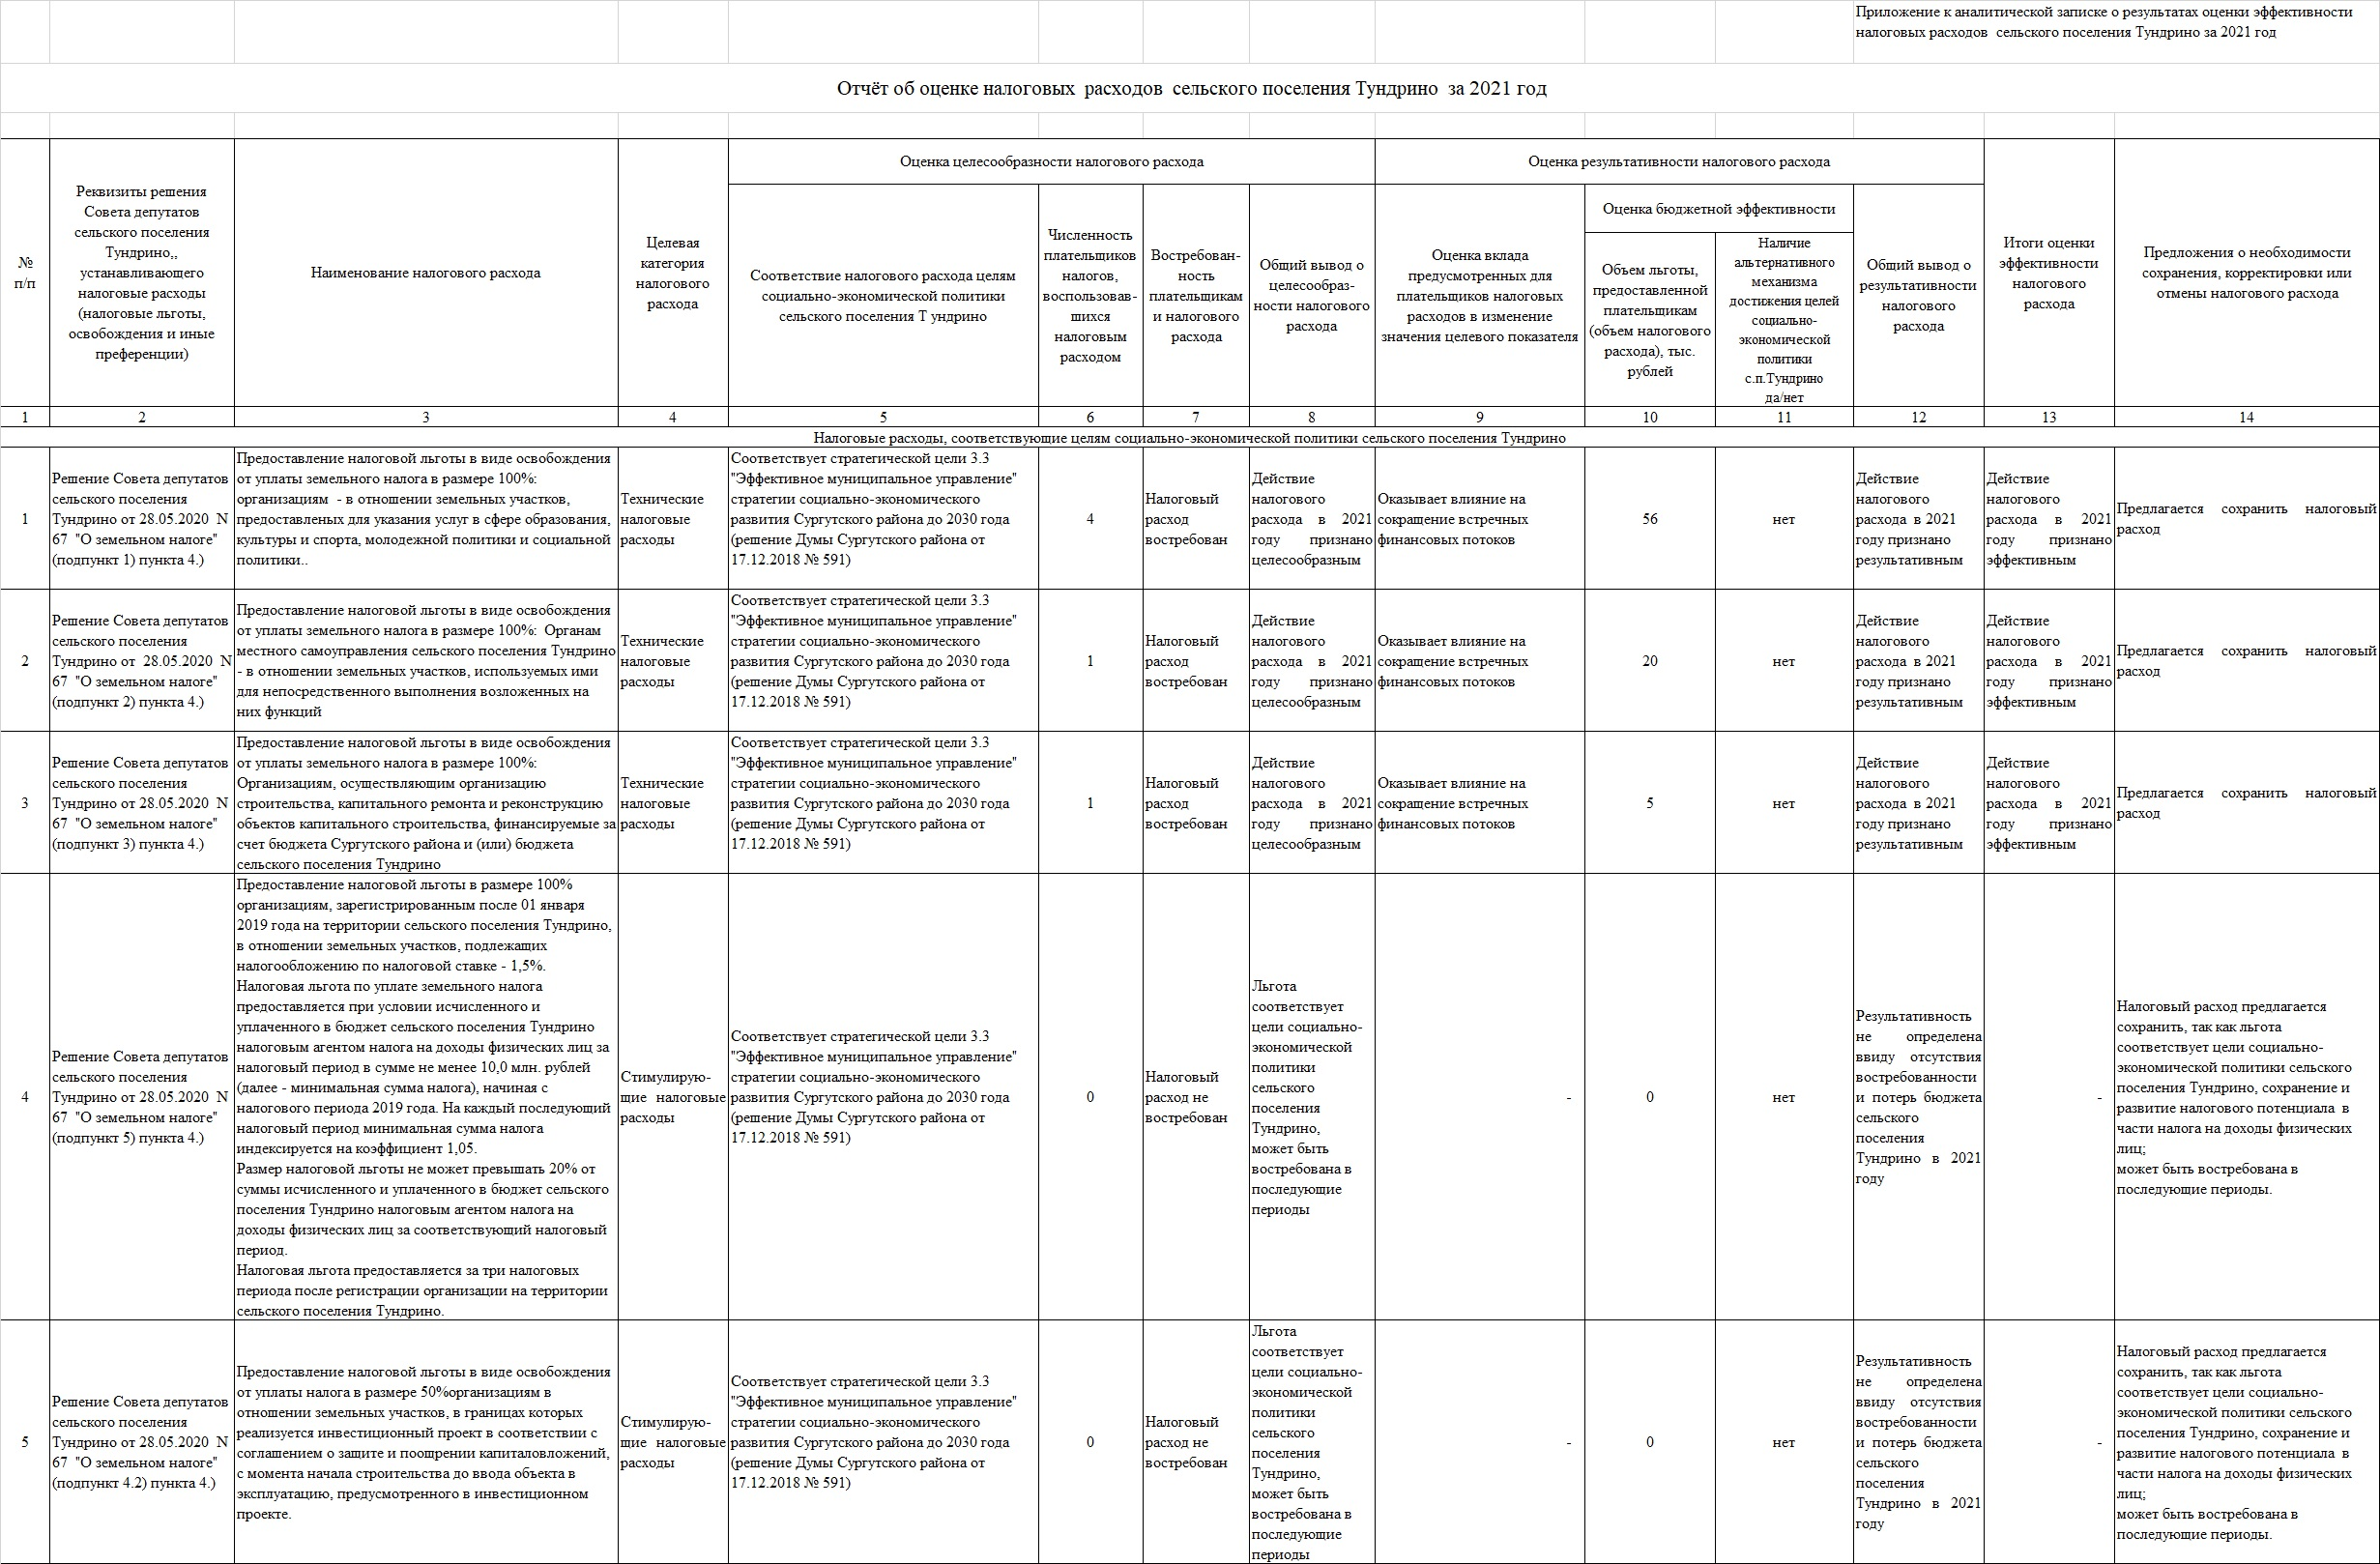 Приложение к аналитической записке о результатах оценки эффективности
налоговых расходов  сельского поселения Тундрино за 2021 год
Отчёт об оценке налоговых  расходов  сельского поселения Тундрино  за 2021 год
№
п/п
Реквизиты решения
Совета депутатов
сельского поселения
Тундрино,,
устанавливающего
налоговые расходы
(налоговые льготы,
освобождения и иные
преференции)
Наименование налогового расхода
Целевая
категория
налогового
расхода
Оценка целесообразности налогового расхода
Соответствие налогового расхода целям
социально-экономической политики
сельского поселения Т ундрино
Численность
плательщиков
налогов,
воспользовав-
шихся
налоговым
расходом
Востребован-
ность
плательщикам
и налогового
расхода
Общий вывод о
целесообраз-
ности налогового
расхода
Оценка результативности налогового расхода
Оценка вклада
предусмотренных для
плательщиков налоговых
расходов в изменение
значения целевого показателя
Оценка бюджетной эффективности
Объем льготы,
предоставленной
плательщикам
(объем налогового
расхода), тыс.
рублей
Наличие
альтернативного
механизма
достижения целей
социально-
экономической
политики
с.п.Тундрино
да/нет
Общий вывод о
результативности
налогового
расхода
Итоги оценки
эффективности
налогового
расхода
Предложения о необходимости
сохранения, корректировки или
отмены налогового расхода
1 2 3 4 5 6 7 8 9 10 11 12 13 14
Налоговые расходы, соответствующие целям социально-экономической политики сельского поселения Тундрино
1
Решение Совета депутатов
сельского поселения
Тундрино от 28.05.2020  N
67  "О земельном налоге"
(подпункт 1) пункта 4.)
Предоставление налоговой льготы в виде освобождения
от уплаты земельного налога в размере 100%:
организациям  - в отношении земельных участков,
предоставленых для указания услуг в сфере образования,
культуры и спорта, молодежной политики и социальной
политики..
Технические
налоговые
расходы
Соответствует стратегической цели 3.3
"Эффективное муниципальное управление"
стратегии социально-экономического
развития Сургутского района до 2030 года
(решение Думы Сургутского района от
17.12.2018 № 591)
4
Налоговый
расход
востребован
Действие
налогового
расхода в 2021
году признано
целесообразным
Оказывает влияние на
сокращение встречных
финансовых потоков
56
нет
Действие
налогового
расхода в 2021
году признано
результативным
Действие
налогового
расхода в 2021
году признано
эффективным
Предлагается сохранить налоговый
расход
2
Решение Совета депутатов
сельского поселения
Тундрино от  28.05.2020  N
67  "О земельном налоге"
(подпункт 2) пункта 4.)
Предоставление налоговой льготы в виде освобождения
от уплаты земельного налога в размере 100%:  Органам
местного самоуправления сельского поселения Тундрино
- в отношении земельных участков, используемых ими
для непосредственного выполнения возложенных на
них функций
Технические
налоговые
расходы
Соответствует стратегической цели 3.3
"Эффективное муниципальное управление"
стратегии социально-экономического
развития Сургутского района до 2030 года
(решение Думы Сургутского района от
17.12.2018 № 591)
1
Налоговый
расход
востребован
Действие
налогового
расхода в 2021
году признано
целесообразным
Оказывает влияние на
сокращение встречных
финансовых потоков
20
нет
Действие
налогового
расхода в 2021
году признано
результативным
Действие
налогового
расхода в 2021
году признано
эффективным
Предлагается сохранить налоговый
расход
3
Решение Совета депутатов
сельского поселения
Тундрино от 28.05.2020  N
67  "О земельном налоге"
(подпункт 3) пункта 4.)
Предоставление налоговой льготы в виде освобождения
от уплаты земельного налога в размере 100%:
Организациям, осуществляющим организацию
строительства, капитального ремонта и реконструкцию
объектов капитального строительства, финансируемые за
счет бюджета Сургутского района и (или) бюджета
сельского поселения Тундрино
Технические
налоговые
расходы
Соответствует стратегической цели 3.3
"Эффективное муниципальное управление"
стратегии социально-экономического
развития Сургутского района до 2030 года
(решение Думы Сургутского района от
17.12.2018 № 591)
1
Налоговый
расход
востребован
Действие
налогового
расхода в 2021
году признано
целесообразным
Оказывает влияние на
сокращение встречных
финансовых потоков
5
нет
Действие
налогового
расхода в 2021
году признано
результативным
Действие
налогового
расхода в 2021
году признано
эффективным
Предлагается сохранить налоговый
расход
4
Решение Совета депутатов
сельского поселения
Тундрино от 28.05.2020  N
67  "О земельном налоге"
(подпункт 5) пункта 4.)
Предоставление налоговой льготы в размере 100%
организациям, зарегистрированным после 01 января
2019 года на территории сельского поселения Тундрино,
в отношении земельных участков, подлежащих
налогообложению по налоговой ставке - 1,5%.
Налоговая льгота по уплате земельного налога
предоставляется при условии исчисленного и
уплаченного в бюджет сельского поселения Тундрино
налоговым агентом налога на доходы физических лиц за
налоговый период в сумме не менее 10,0 млн. рублей
(далее - минимальная сумма налога), начиная с
налогового периода 2019 года. На каждый последующий
налоговый период минимальная сумма налога
индексируется на коэффициент 1,05.
Размер налоговой льготы не может превышать 20% от
суммы исчисленного и уплаченного в бюджет сельского
поселения Тундрино налоговым агентом налога на
доходы физических лиц за соответствующий налоговый
период.
Налоговая льгота предоставляется за три налоговых
периода после регистрации организации на территории
сельского поселения Тундрино.
Стимулирую-
щие налоговые
расходы
Соответствует стратегической цели 3.3
"Эффективное муниципальное управление"
стратегии социально-экономического
развития Сургутского района до 2030 года
(решение Думы Сургутского района от
17.12.2018 № 591)
0
Налоговый
расход не
востребован
Льгота
соответствует
цели социально-
экономической
политики
сельского
поселения
Тундрино,
может быть
востребована в
последующие
периоды
-
0
нет
Результативность
не определена
ввиду отсутствия
востребованности
и потерь бюджета
сельского
поселения
Тундрино в 2021
году
-
Налоговый расход предлагается
сохранить, так как льгота
соответствует цели социально-
экономической политики сельского
поселения Тундрино, сохранение и
развитие налогового потенциала  в
части налога на доходы физических
лиц;
может быть востребована в
последующие периоды.
5
Решение Совета депутатов
сельского поселения
Тундрино от 28.05.2020  N
67  "О земельном налоге"
(подпункт 4.2) пункта 4.)
Предоставление налоговой льготы в виде освобождения
от уплаты налога в размере 50%организациям в
отношении земельных участков, в границах которых
реализуется инвестиционный проект в соответствии с
соглашением о защите и поощрении капиталовложений,
с момента начала строительства до ввода объекта в
эксплуатацию, предусмотренного в инвестиционном
проекте.
Стимулирую-
щие налоговые
расходы
Соответствует стратегической цели 3.3
"Эффективное муниципальное управление"
стратегии социально-экономического
развития Сургутского района до 2030 года
(решение Думы Сургутского района от
17.12.2018 № 591)
0
Налоговый
расход не
востребован
Льгота
соответствует
цели социально-
экономической
политики
сельского
поселения
Тундрино,
может быть
востребована в
последующие
периоды
-
0
нет
Результативность
не определена
ввиду отсутствия
востребованности
и потерь бюджета
сельского
поселения
Тундрино в 2021
году
-
Налоговый расход предлагается
сохранить, так как льгота
соответствует цели социально-
экономической политики сельского
поселения Тундрино, сохранение и
развитие налогового потенциала  в
части налога на доходы физических
лиц;
может быть востребована в
последующие периоды.